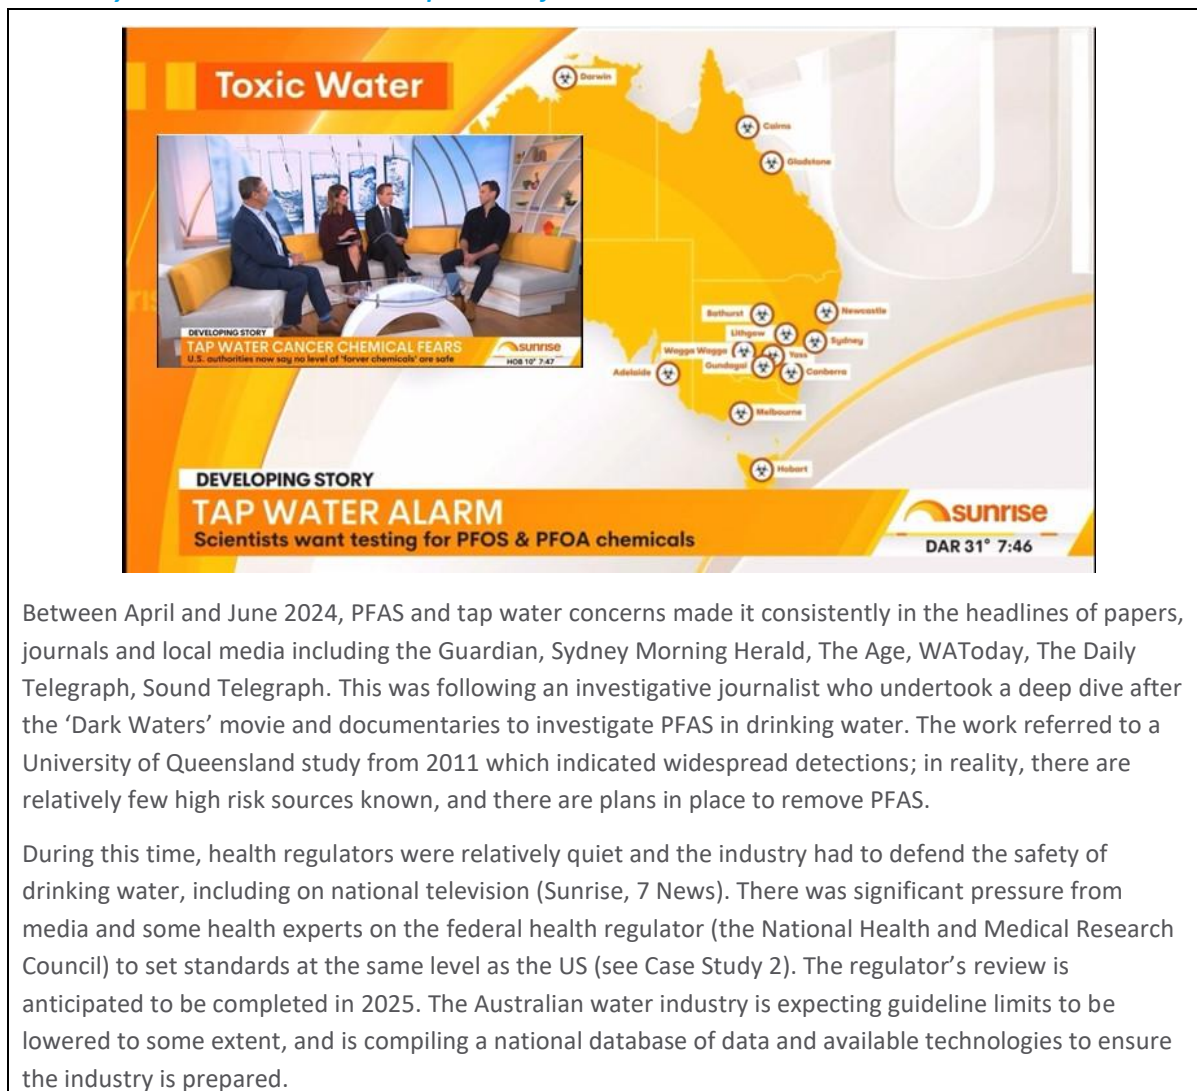 Toxic Water
Darwin
Cairns
Gladstone
Bathurst
Newcastle
Lithgow
Sydney
Wagga Wagga
Yass
Gundagai
Canberra
Adelaide
Melbourne
Hobart
DEVELOPING STORY
TAP WATER CANCER CHEMICAL FEARS
U.S. authorities now say no level of 'forver chemicals' are safe
sunrise
HOB 10° 7:47
DEVELOPING STORY
TAP WATER ALARM
Scientists want testing for PFOS & PFOA chemicals
sunrise
DAR 31° 7:46
Between April and June 2024, PFAS and tap water concerns made it consistently in the headlines of papers,
journals and local media including the Guardian, Sydney Morning Herald, The Age, WAToday, The Daily
Telegraph, Sound Telegraph. This was following an investigative journalist who undertook a deep dive after
the ‘Dark Waters’ movie and documentaries to investigate PFAS in drinking water. The work referred to a
University of Queensland study from 2011 which indicated widespread detections; in reality, there are
relatively few high risk sources known, and there are plans in place to remove PFAS.
During this time, health regulators were relatively quiet and the industry had to defend the safety of
drinking water, including on national television (Sunrise, 7 News). There was significant pressure from
media and some health experts on the federal health regulator (the National Health and Medical Research
Council) to set standards at the same level as the US (see Case Study 2). The regulator’s review is
anticipated to be completed in 2025. The Australian water industry is expecting guideline limits to be
lowered to some extent, and is compiling a national database of data and available technologies to ensure
the industry is prepared.